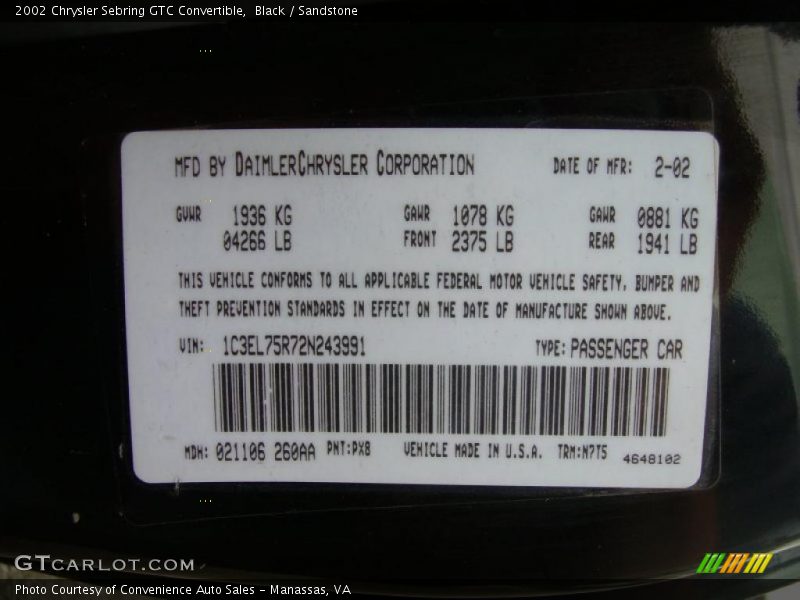 2002 Chrysler Sebring GTC Convertible,  Black / Sandstone
MFD BY DAIMLERCHRYSLER CORPORATION DATE OF MFR: 2-02
GVWR 1936 KG GAWR 1078 KG GAWR 0881 KG
04266 LB FRONT 2375 LB REAR 1941 LB
THIS VEHICLE CONFORMS TO ALL APPLICABLE FEDERAL MOTOR VEHICLE SAFETY, BUMPER AND
THEFT PREVENTION STANDARDS IN EFFECT ON THE DATE OF MANUFACTURE SHOWN ABOVE.
VIN: 1C3EL75R72N243991 TYPE: PASSENGER CAR
MDH: 021106 260AA PNT:PX8 VEHICLE MADE IN U.S.A. TRM:N7T5 4648102
GTCARLOT.COM
Photo Courtesy of Convenience Auto Sales - Manassas, VA